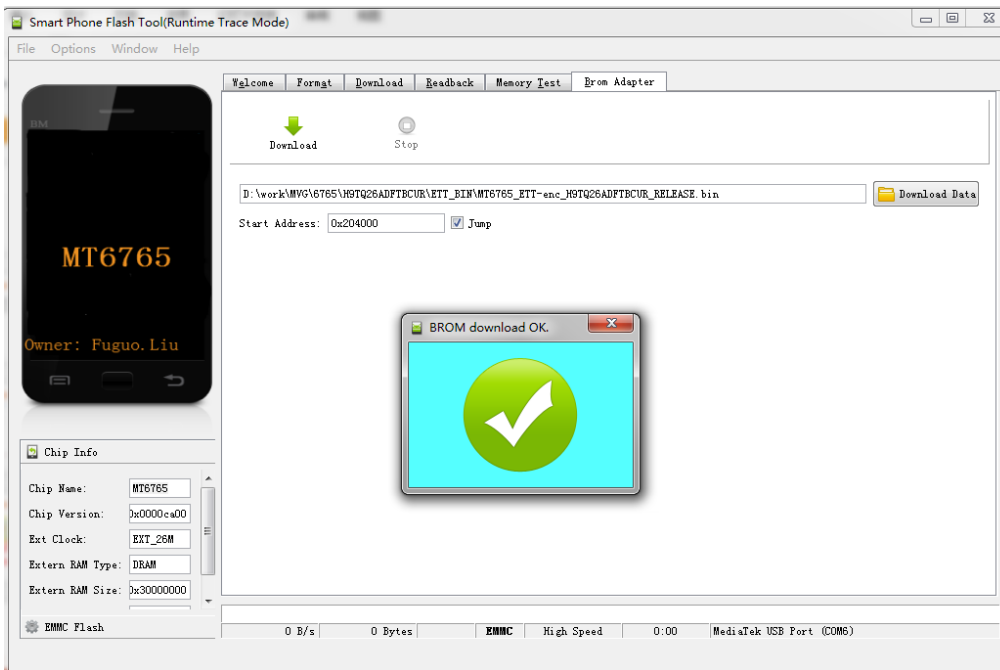 Smart Phone Flash Tool(Runtime Trace Mode)
File Options Window Help
Welcome Format Download Readback Memory Test Brom Adapter
BM
Download Stop
D:\work\MVG\6765\H9TQ26ADFTBCUR\ETT_BIN\MT6765_ETT-enc_H9TQ26ADFTBCUR_RELEASE.bin Download Data
Start Address: 0x204000 Jump
MT6765
Owner: Fuguo.Liu
BROM download OK.
Chip Info
Chip Name: MT6765
Chip Version: 0x0000ca00
Ext Clock: EXT_26M
Extern RAM Type: DRAM
Extern RAM Size: 0x30000000
EMMC Flash
0 B/s 0 Bytes EMMC High Speed 0:00 MediaTek USB Port (COM6)